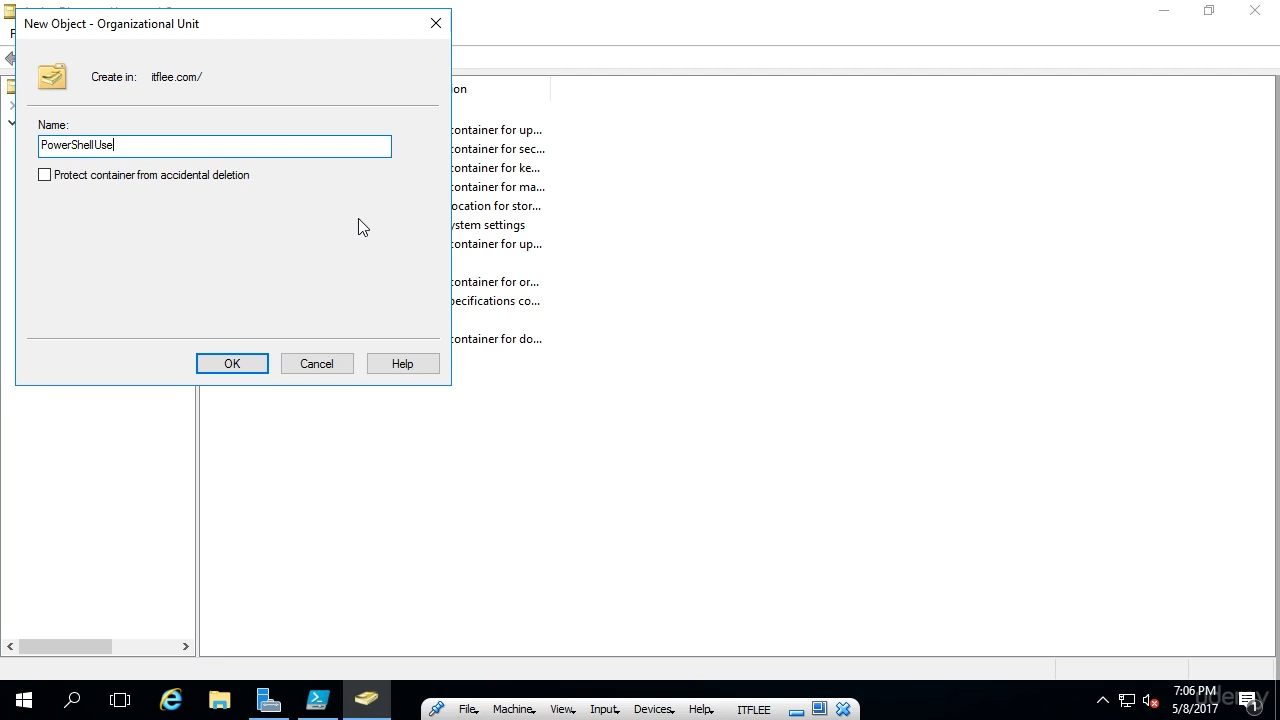 New Object - Organizational Unit
Create in: itflee.com/
Name:
PowerShellUse
Protect container from accidental deletion
OK Cancel Help
ion
container for up...
container for sec...
container for ke...
container for ma...
ocation for stor...
ystem settings
container for up...
container for or...
pecifications co...
container for do...
File Machine View Input Devices Help ITFLEE
7:06 PM
5/8/2017
1
Udemy